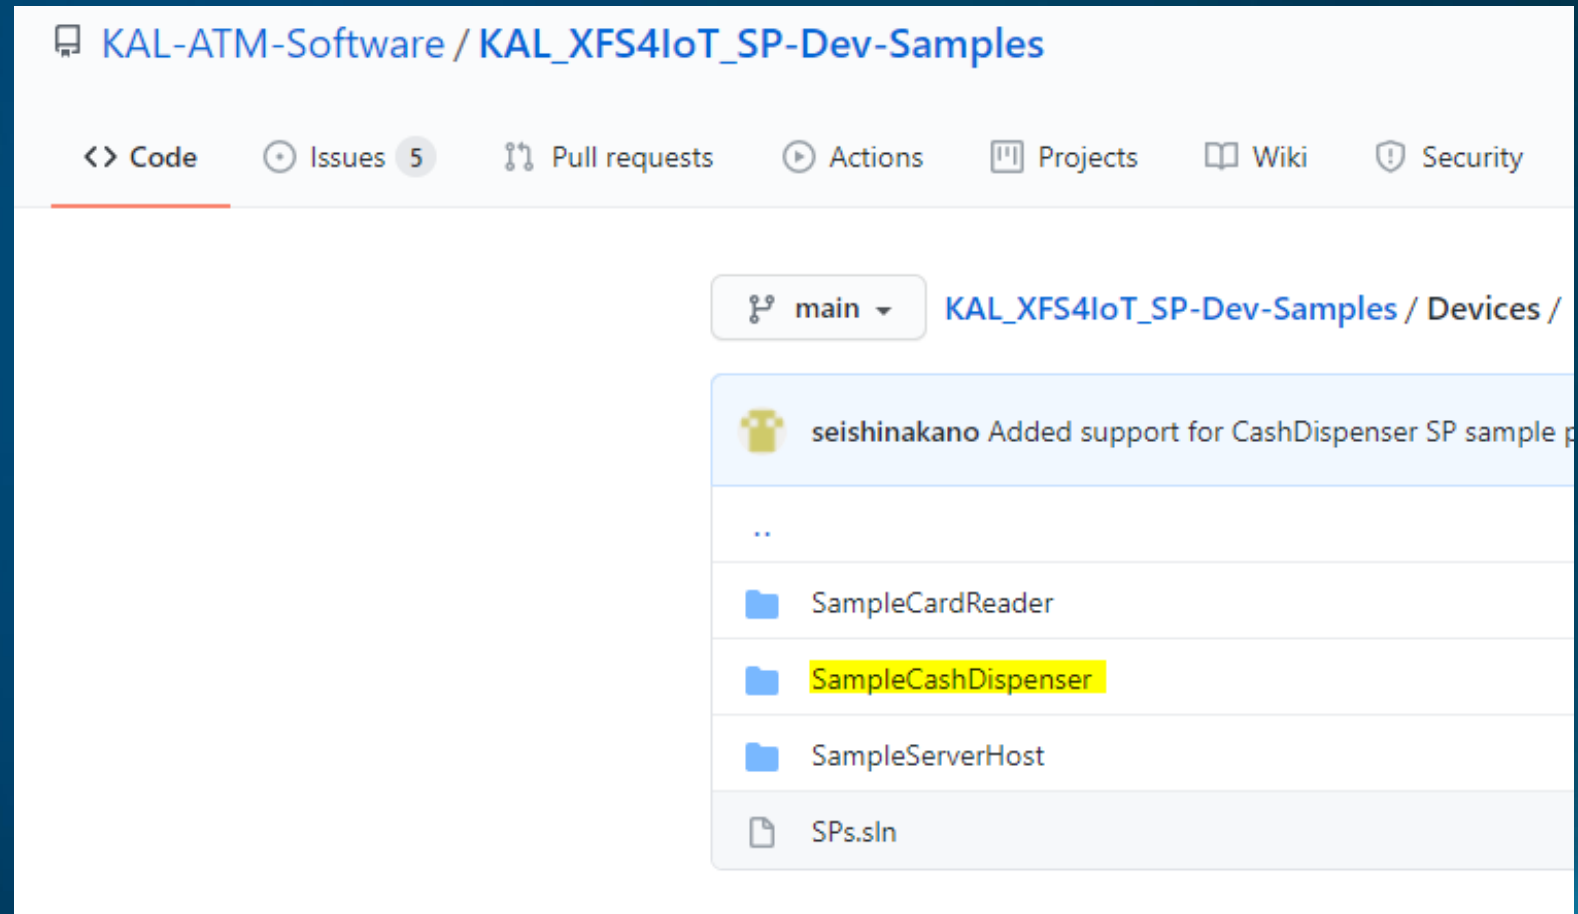 KAL-ATM-Software / KAL_XFS4IoT_SP-Dev-Samples
<> Code Issues 5 Pull requests Actions Projects Wiki Security
main KAL_XFS4IoT_SP-Dev-Samples / Devices /
seishinakano Added support for CashDispenser SP sample
..
SampleCardReader
SampleCashDispenser
SampleServerHost
SPs.sln